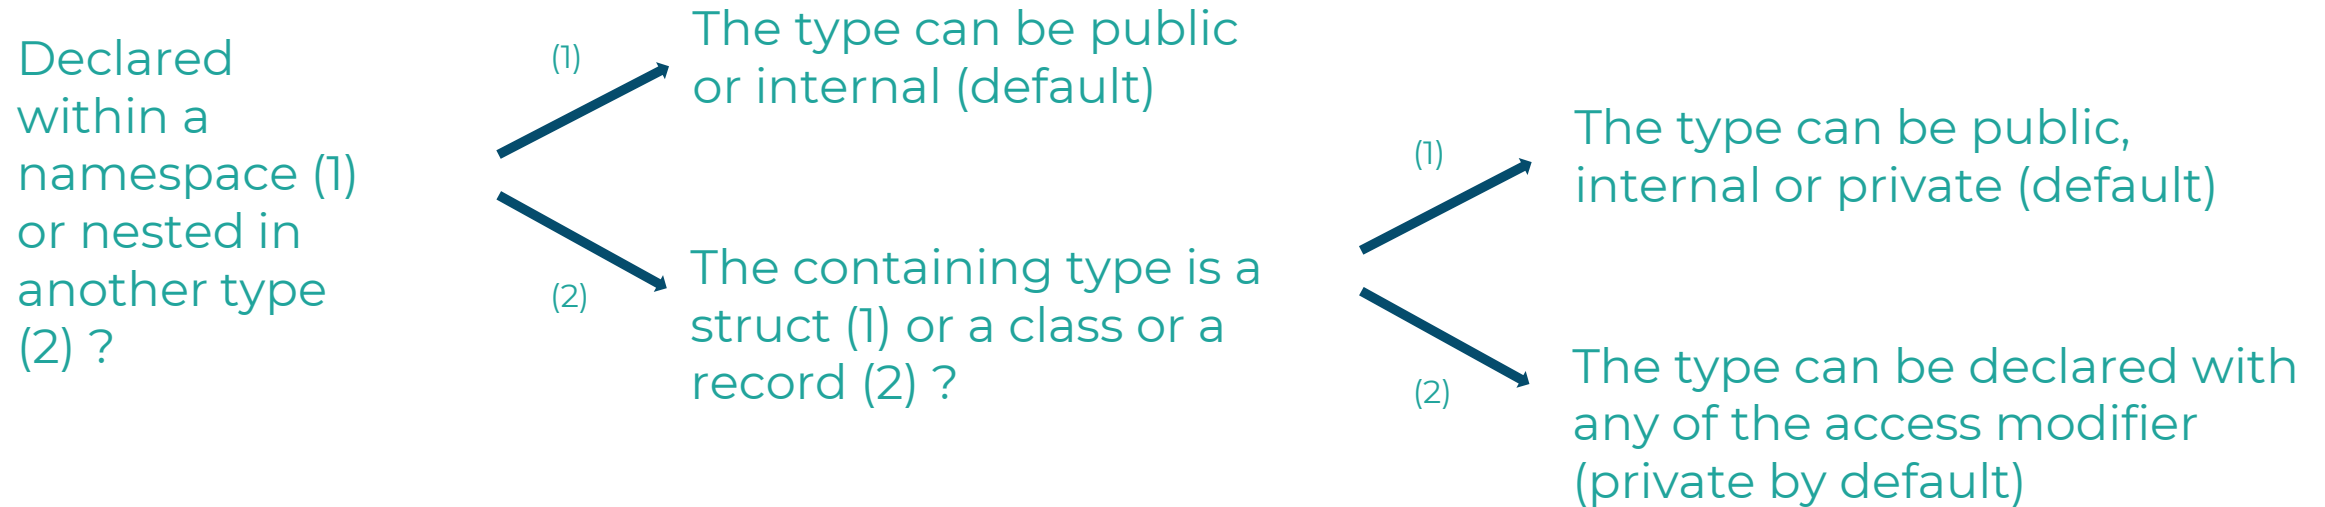 Declared
within a
namespace (1)
or nested in
another type
(2) ?
(1)
The type can be public
or internal (default)
(2)
The containing type is a
struct (1) or a class or a
record (2) ?
(1)
The type can be public,
internal or private (default)
(2)
The type can be declared with
any of the access modifier
(private by default)